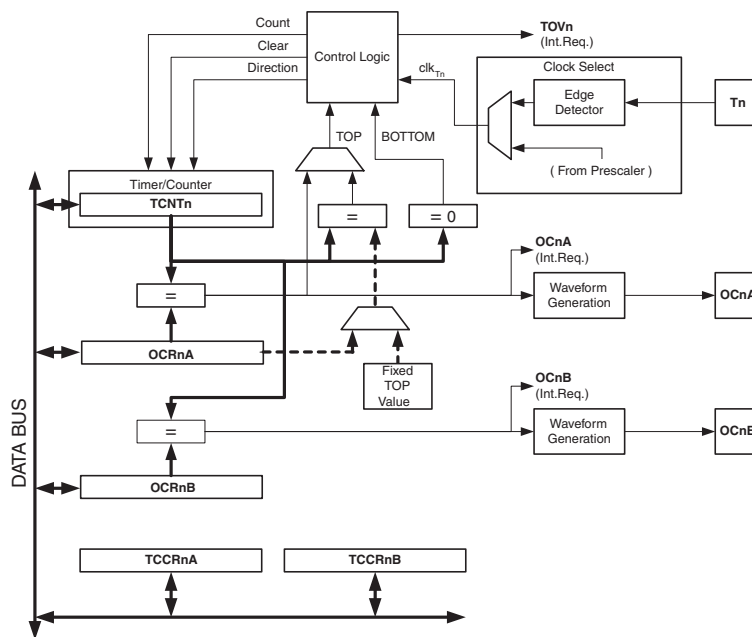 Count
Clear
Direction
Control Logic
TOVn
(Int.Req.)
clkTn
Clock Select
Edge
Detector
Tn
( From Prescaler )
TOP
BOTTOM
Timer/Counter
TCNTn
=
= 0
OCnA
(Int.Req.)
=
Waveform
Generation
OCnA
OCRnA
Fixed
TOP
Value
OCnB
(Int.Req.)
=
Waveform
Generation
OCnB
OCRnB
DATA BUS
TCCRnA
TCCRnB